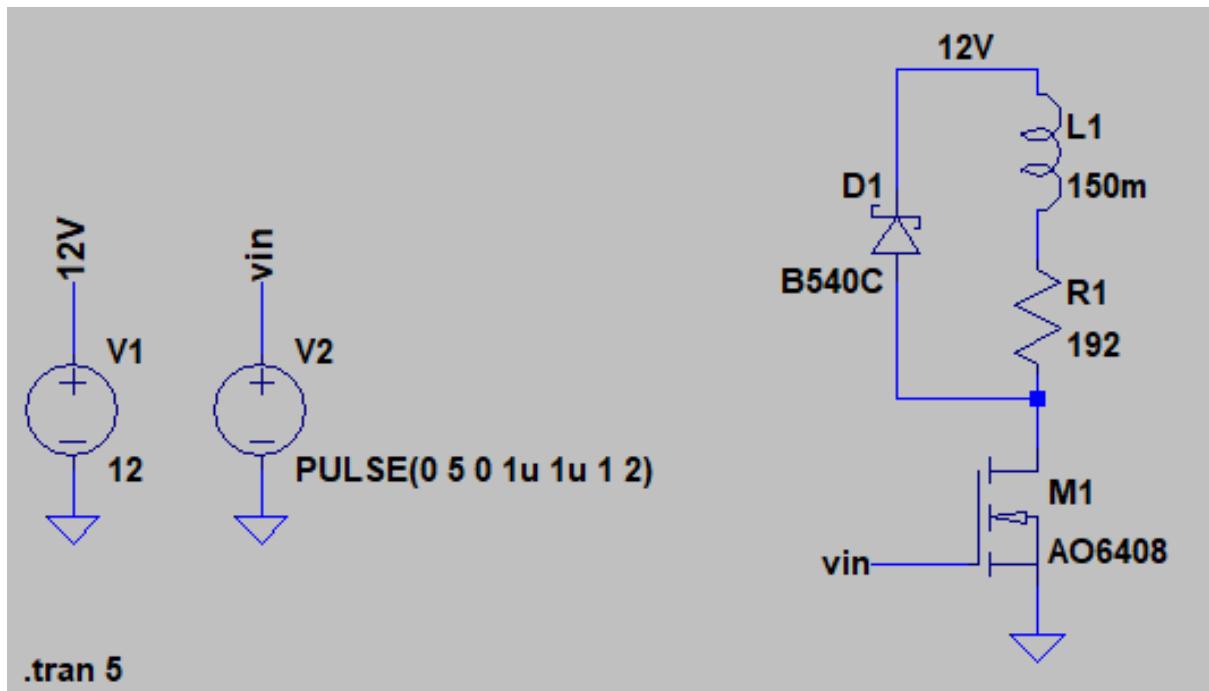 12V
L1
150m
D1
B540C
R1
192
12V
vin
V1
12
V2
PULSE(0 5 0 1u 1u 1 2)
M1
AO6408
vin
.tran 5